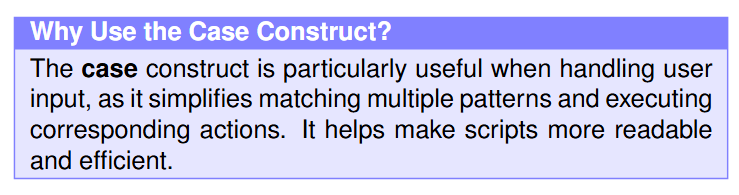 Why Use the Case Construct?
The case construct is particularly useful when handling user
input, as it simplifies matching multiple patterns and executing
corresponding actions. It helps make scripts more readable
and efficient.